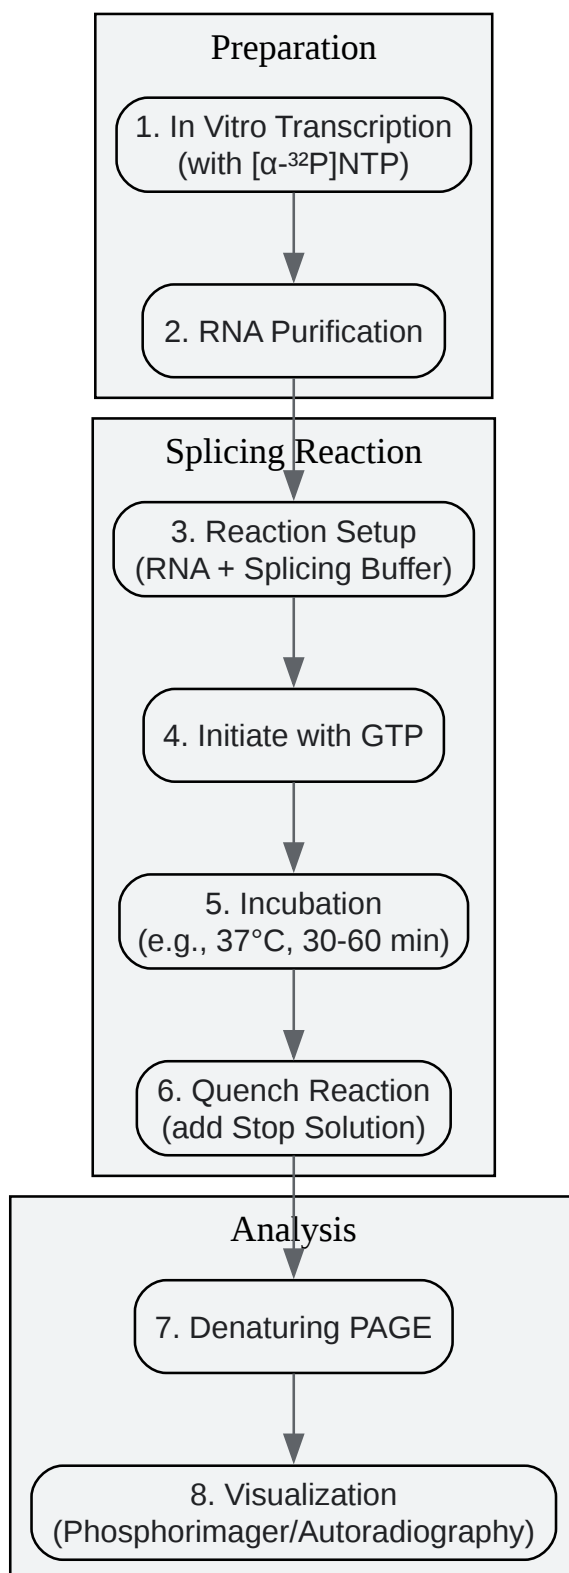 Preparation
1. In Vitro Transcription
(with [α-³²P]NTP)
2. RNA Purification
Splicing Reaction
3. Reaction Setup
(RNA + Splicing Buffer)
4. Initiate with GTP
5. Incubation
(e.g., 37°C, 30-60 min)
6. Quench Reaction
(add Stop Solution)
Analysis
7. Denaturing PAGE
8. Visualization
(Phosphorimager/Autoradiography)